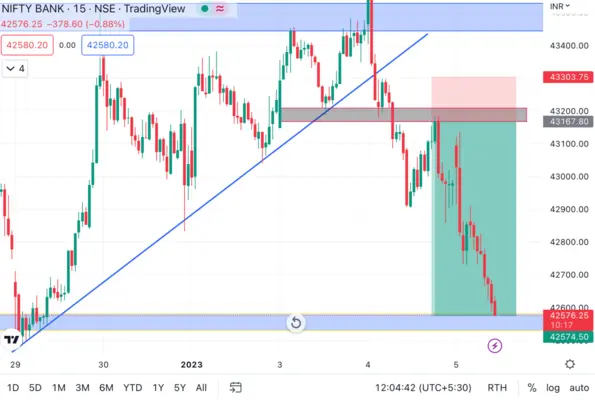 NIFTY BANK · 15 · NSE · TradingView
42576.25 −378.60 (−0.88%)
42580.20 0.00 42580.20
4
INR
43400.00
43303.75
43200.00
43167.80
43100.00
43000.00
42900.00
42800.00
42700.00
42600.00
42576.25
10:17
42574.50
29 30 2023 3 4 5
1D 5D 1M 3M 6M YTD 1Y 5Y All 12:04:42 (UTC+5:30) RTH % log auto